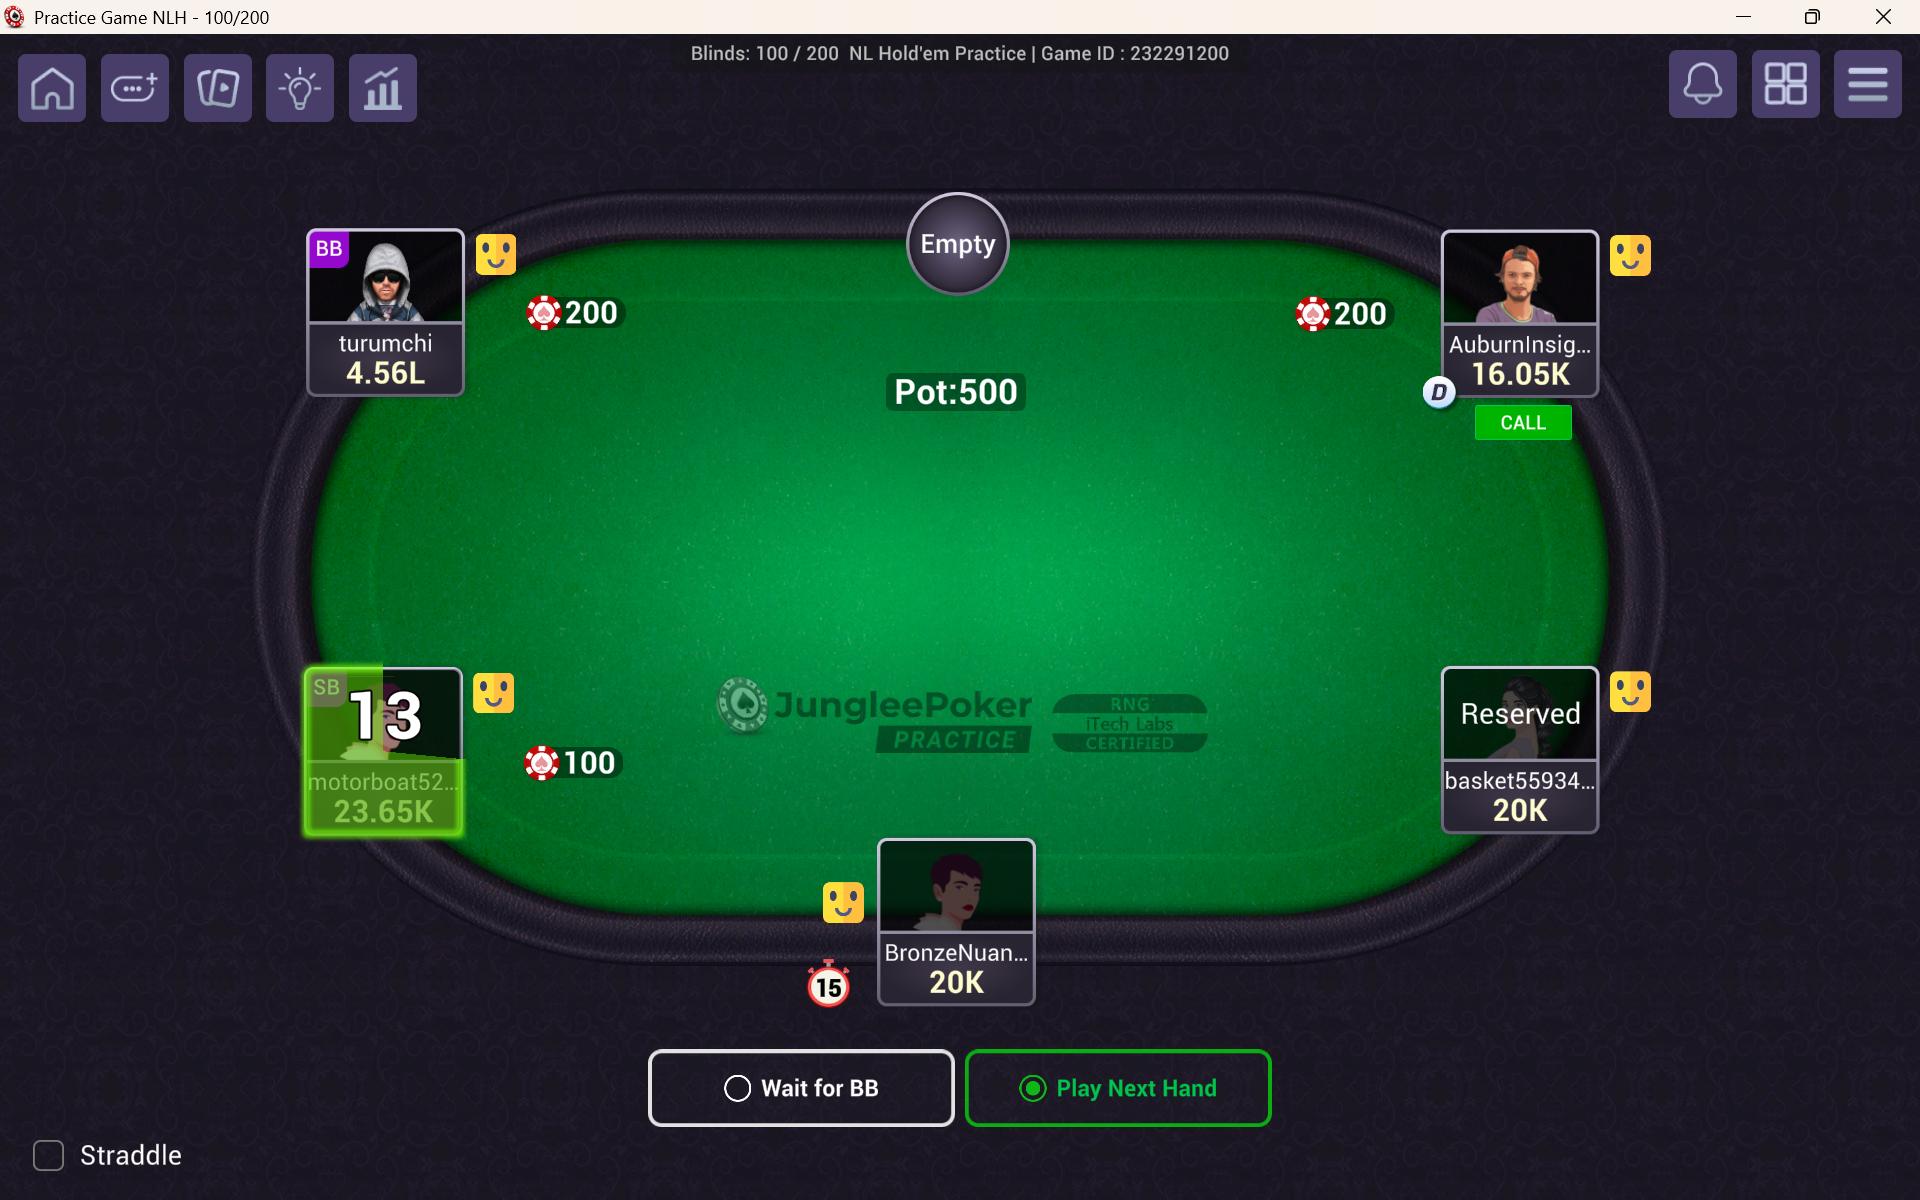 Practice Game NLH - 100/200
Blinds: 100 / 200 NL Hold'em Practice | Game ID : 232291200
Empty
BB
turumchi
4.56L
200
200
AuburnInsig...
16.05K
D
CALL
Pot:500
SB
13
motorboat52...
23.65K
100
JungleePoker
PRACTICE
RNG
iTech Labs
CERTIFIED
Reserved
basket55934...
20K
BronzeNuan...
20K
15
Wait for BB
Play Next Hand
Straddle